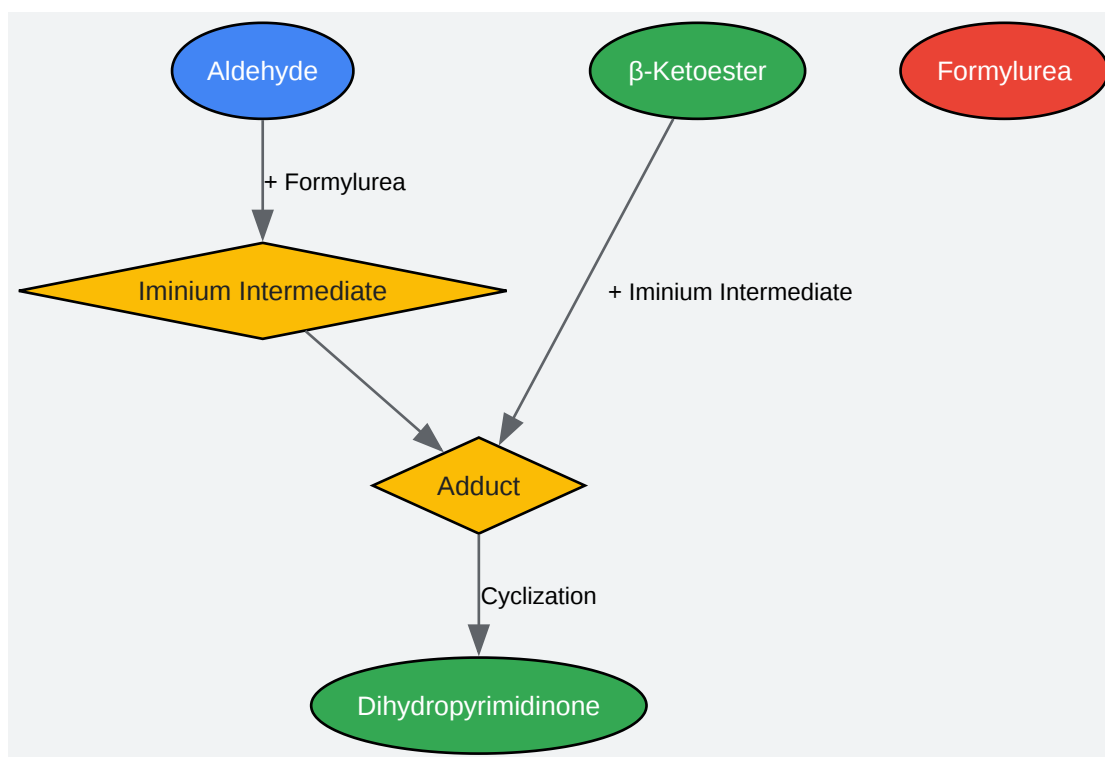 Aldehyde
β-Ketoester
Formylurea
+ Formylurea
Iminium Intermediate
+ Iminium Intermediate
Adduct
Cyclization
Dihydropyrimidinone